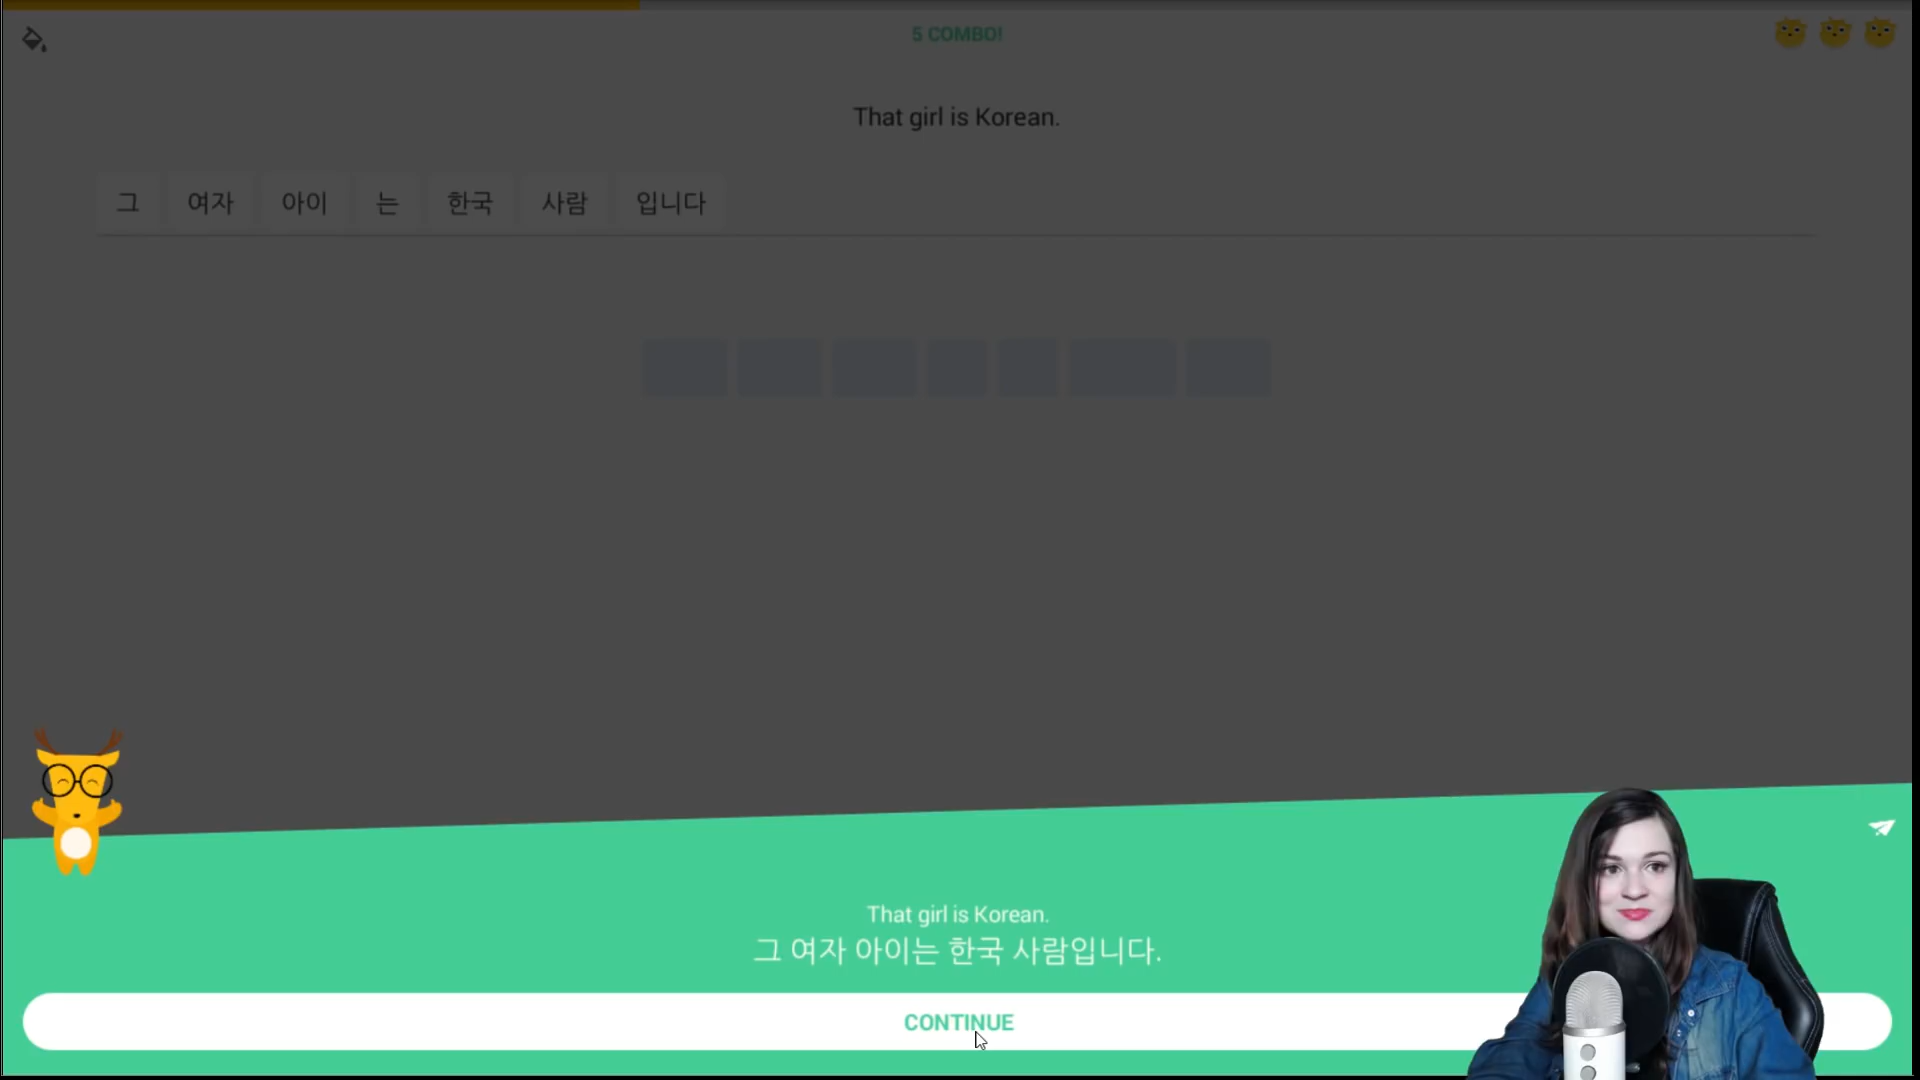 5 COMBO!
That girl is Korean.
그 여자 아이 는 한국 사람 입니다
That girl is Korean.
그 여자 아이는 한국 사람입니다.
CONTINUE